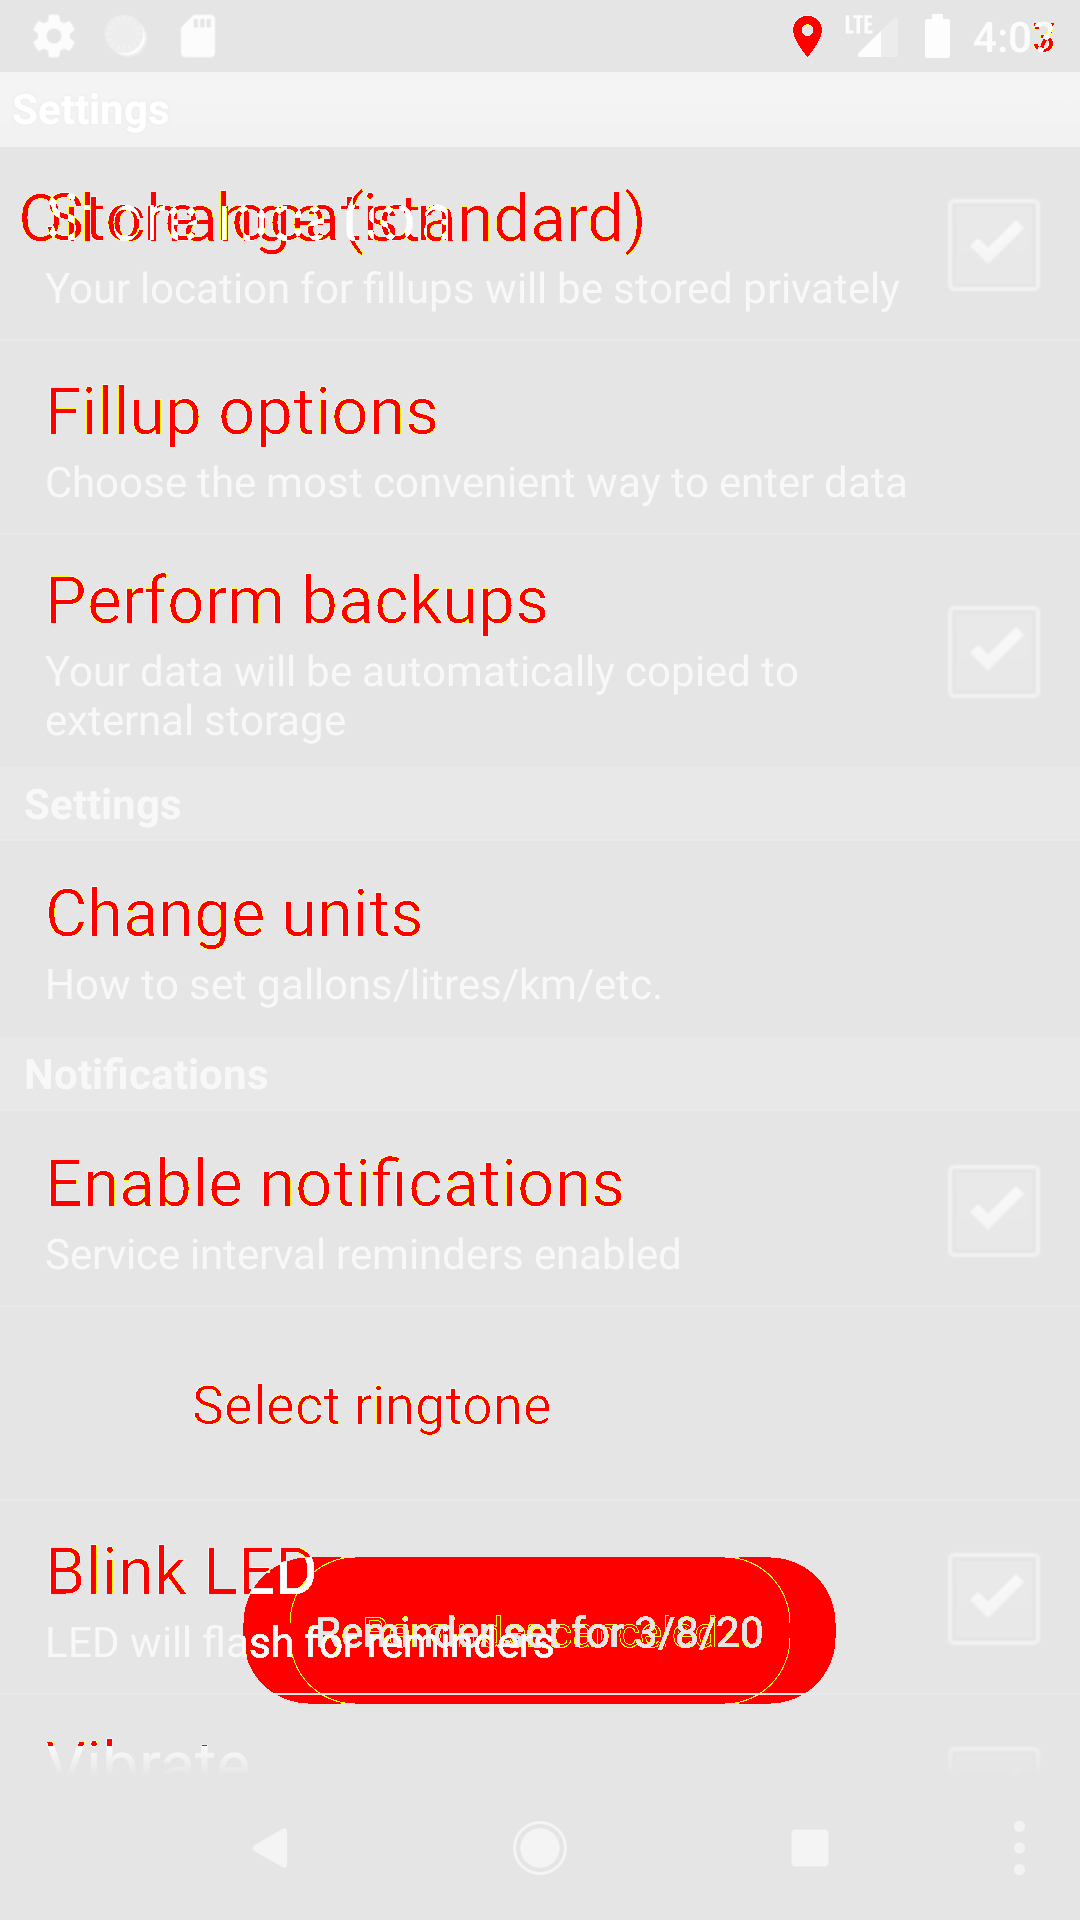 LTE 4:03
Settings
Store location
Oil change (standard)
Your location for fillups will be stored privately
Fillup options
Choose the most convenient way to enter data
Perform backups
Your data will be automatically copied to
external storage
Settings
Change units
How to set gallons/litres/km/etc.
Notifications
Enable notifications
Service interval reminders enabled
Select ringtone
Blink LED
Reminder set for 3/8/20
LED will flash for reminders
Vibrate